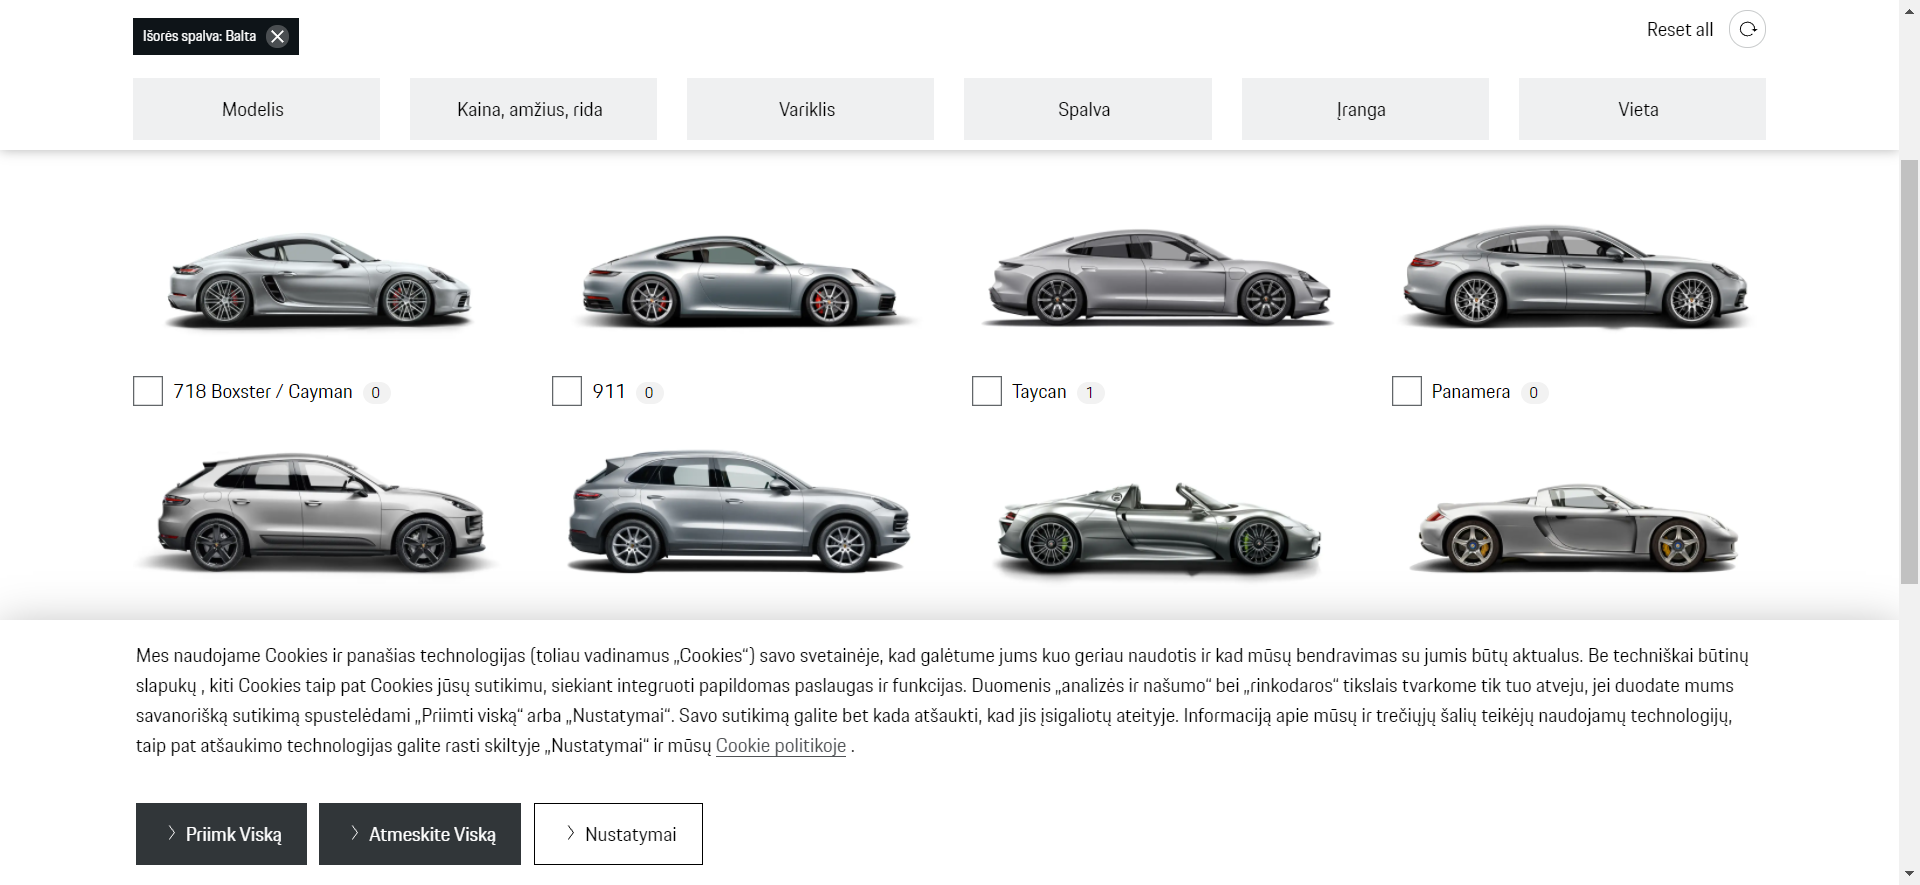 Išorės spalva: Balta
Reset all
Modelis
Kaina, amžius, rida
Variklis
Spalva
Įranga
Vieta
718 Boxster / Cayman 0
911 0
Taycan 1
Panamera 0
Mes naudojame Cookies ir panašias technologijas (toliau vadinamus „Cookies“) savo svetainėje, kad galėtume jums kuo geriau naudotis ir kad mūsų bendravimas su jumis būtų aktualus. Be techniškai būtinų
slapukų , kiti Cookies taip pat Cookies jūsų sutikimu, siekiant integruoti papildomas paslaugas ir funkcijas. Duomenis „analizės ir našumo“ bei „rinkodaros“ tikslais tvarkome tik tuo atveju, jei duodate mums
savanorišką sutikimą spustelėdami „Priimti viską“ arba „Nustatymai“. Savo sutikimą galite bet kada atšaukti, kad jis įsigaliotų ateityje. Informaciją apie mūsų ir trečiųjų šalių teikėjų naudojamų technologijų,
taip pat atšaukimo technologijas galite rasti skiltyje „Nustatymai“ ir mūsų Cookie politikoje .
Priimk Viską
Atmeskite Viską
Nustatymai